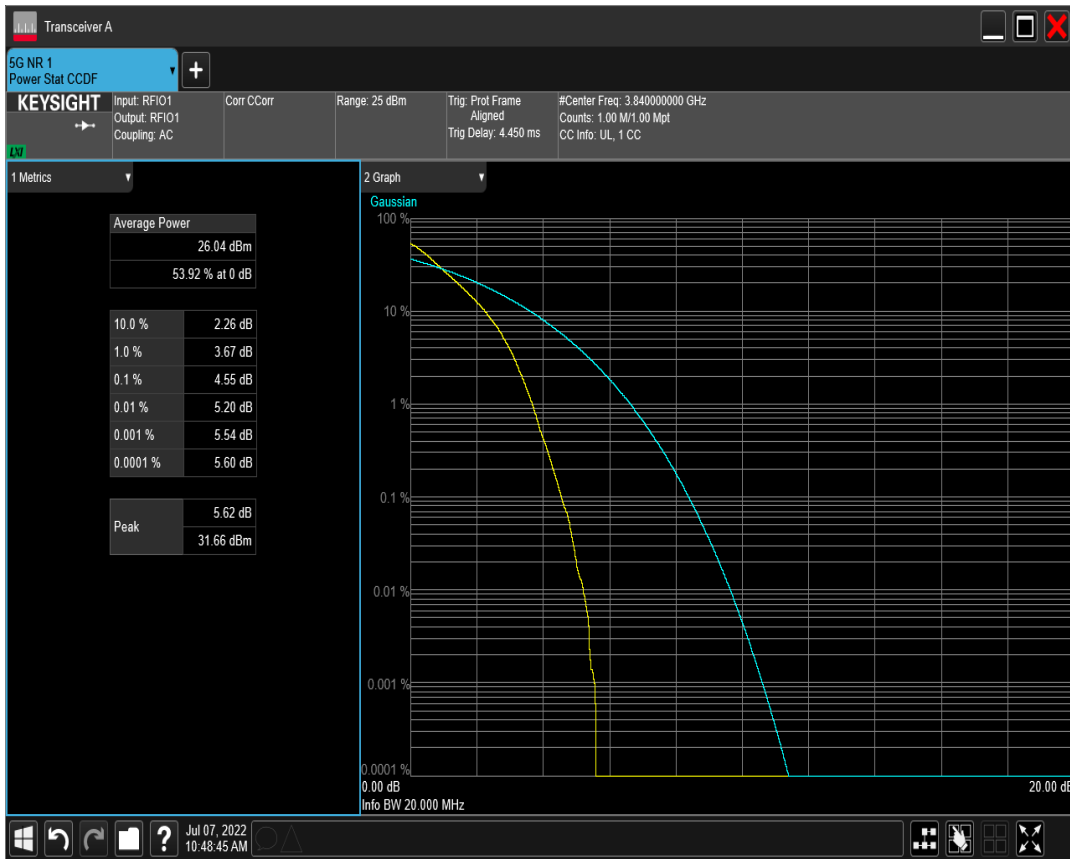 Transceiver A
5G NR 1
Power Stat CCDF
KEYSIGHT
LXI
Input: RFIO1
Output: RFIO1
Coupling: AC
Corr CCorr
Range: 25 dBm
Trig: Prot Frame
Aligned
Trig Delay: 4.450 ms
#Center Freq: 3.840000000 GHz
Counts: 1.00 M/1.00 Mpt
CC Info: UL, 1 CC
1 Metrics
Average Power
26.04 dBm
53.92 % at 0 dB
10.0 % 2.26 dB
1.0 % 3.67 dB
0.1 % 4.55 dB
0.01 % 5.20 dB
0.001 % 5.54 dB
0.0001 % 5.60 dB
Peak
5.62 dB
31.66 dBm
2 Graph
Gaussian
100 %
10 %
1 %
0.1 %
0.01 %
0.001 %
0.0001 %
0.00 dB 20.00 dB
Info BW 20.000 MHz
? Jul 07, 2022
10:48:45 AM